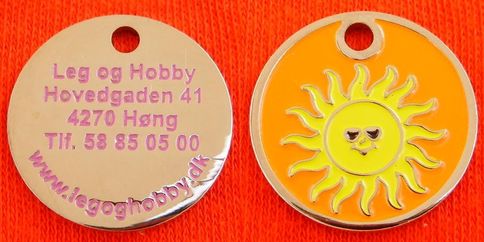 Leg og Hobby
Hovedgaden 41
4270 Høng
Tlf. 58 85 05 00
www.legoghobby.dk